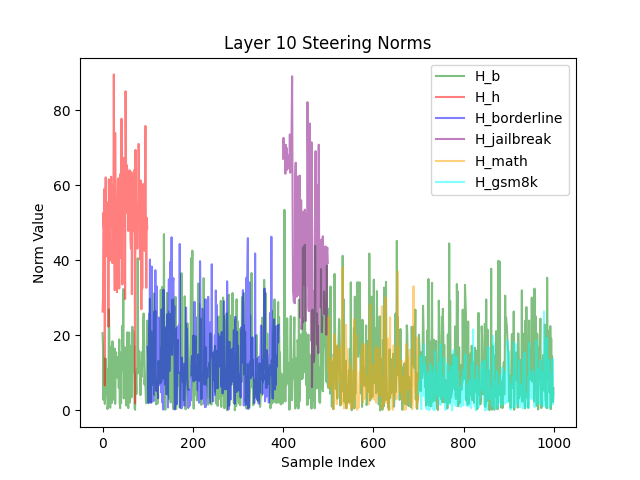 Layer 10 Steering Norms
Norm Value
80
60
40
20
0
0
200
400
600
800
1000
Sample Index
H_b
H_h
H_borderline
H_jailbreak
H_math
H_gsm8k